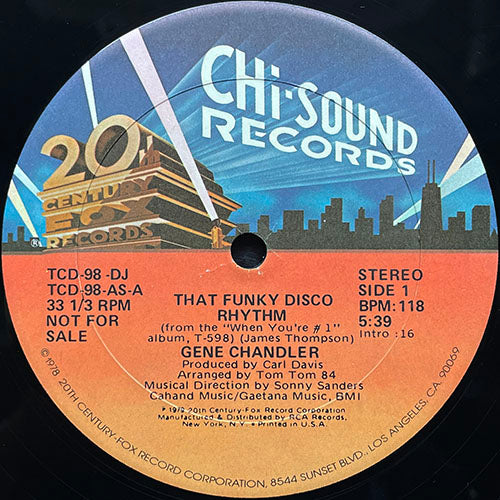 CHi-SOUND
RECORDS
20
CENTURY
FOX
RECORDS
®
TCD-98-DJ
TCD-98-AS-A
33 1/3 RPM
NOT FOR
SALE
STEREO
SIDE 1
BPM:118
5:39
Intro :16
THAT FUNKY DISCO
RHYTHM
(from the "When You're # 1"
album, T-598) (James Thompson)
GENE CHANDLER
Produced by Carl Davis
Arranged by Tom Tom 84
Musical Direction by Sonny Sanders
Cahand Music/Gaetana Music, BMI
℗ 1979 20th Century-Fox Record Corporation
Manufactured & Distributed by RCA Records,
New York, N.Y. • Printed in U.S.A.
©1978 20TH CENTURY-FOX RECORD CORPORATION, 8544 SUNSET BLVD., LOS ANGELES, CA. 90069